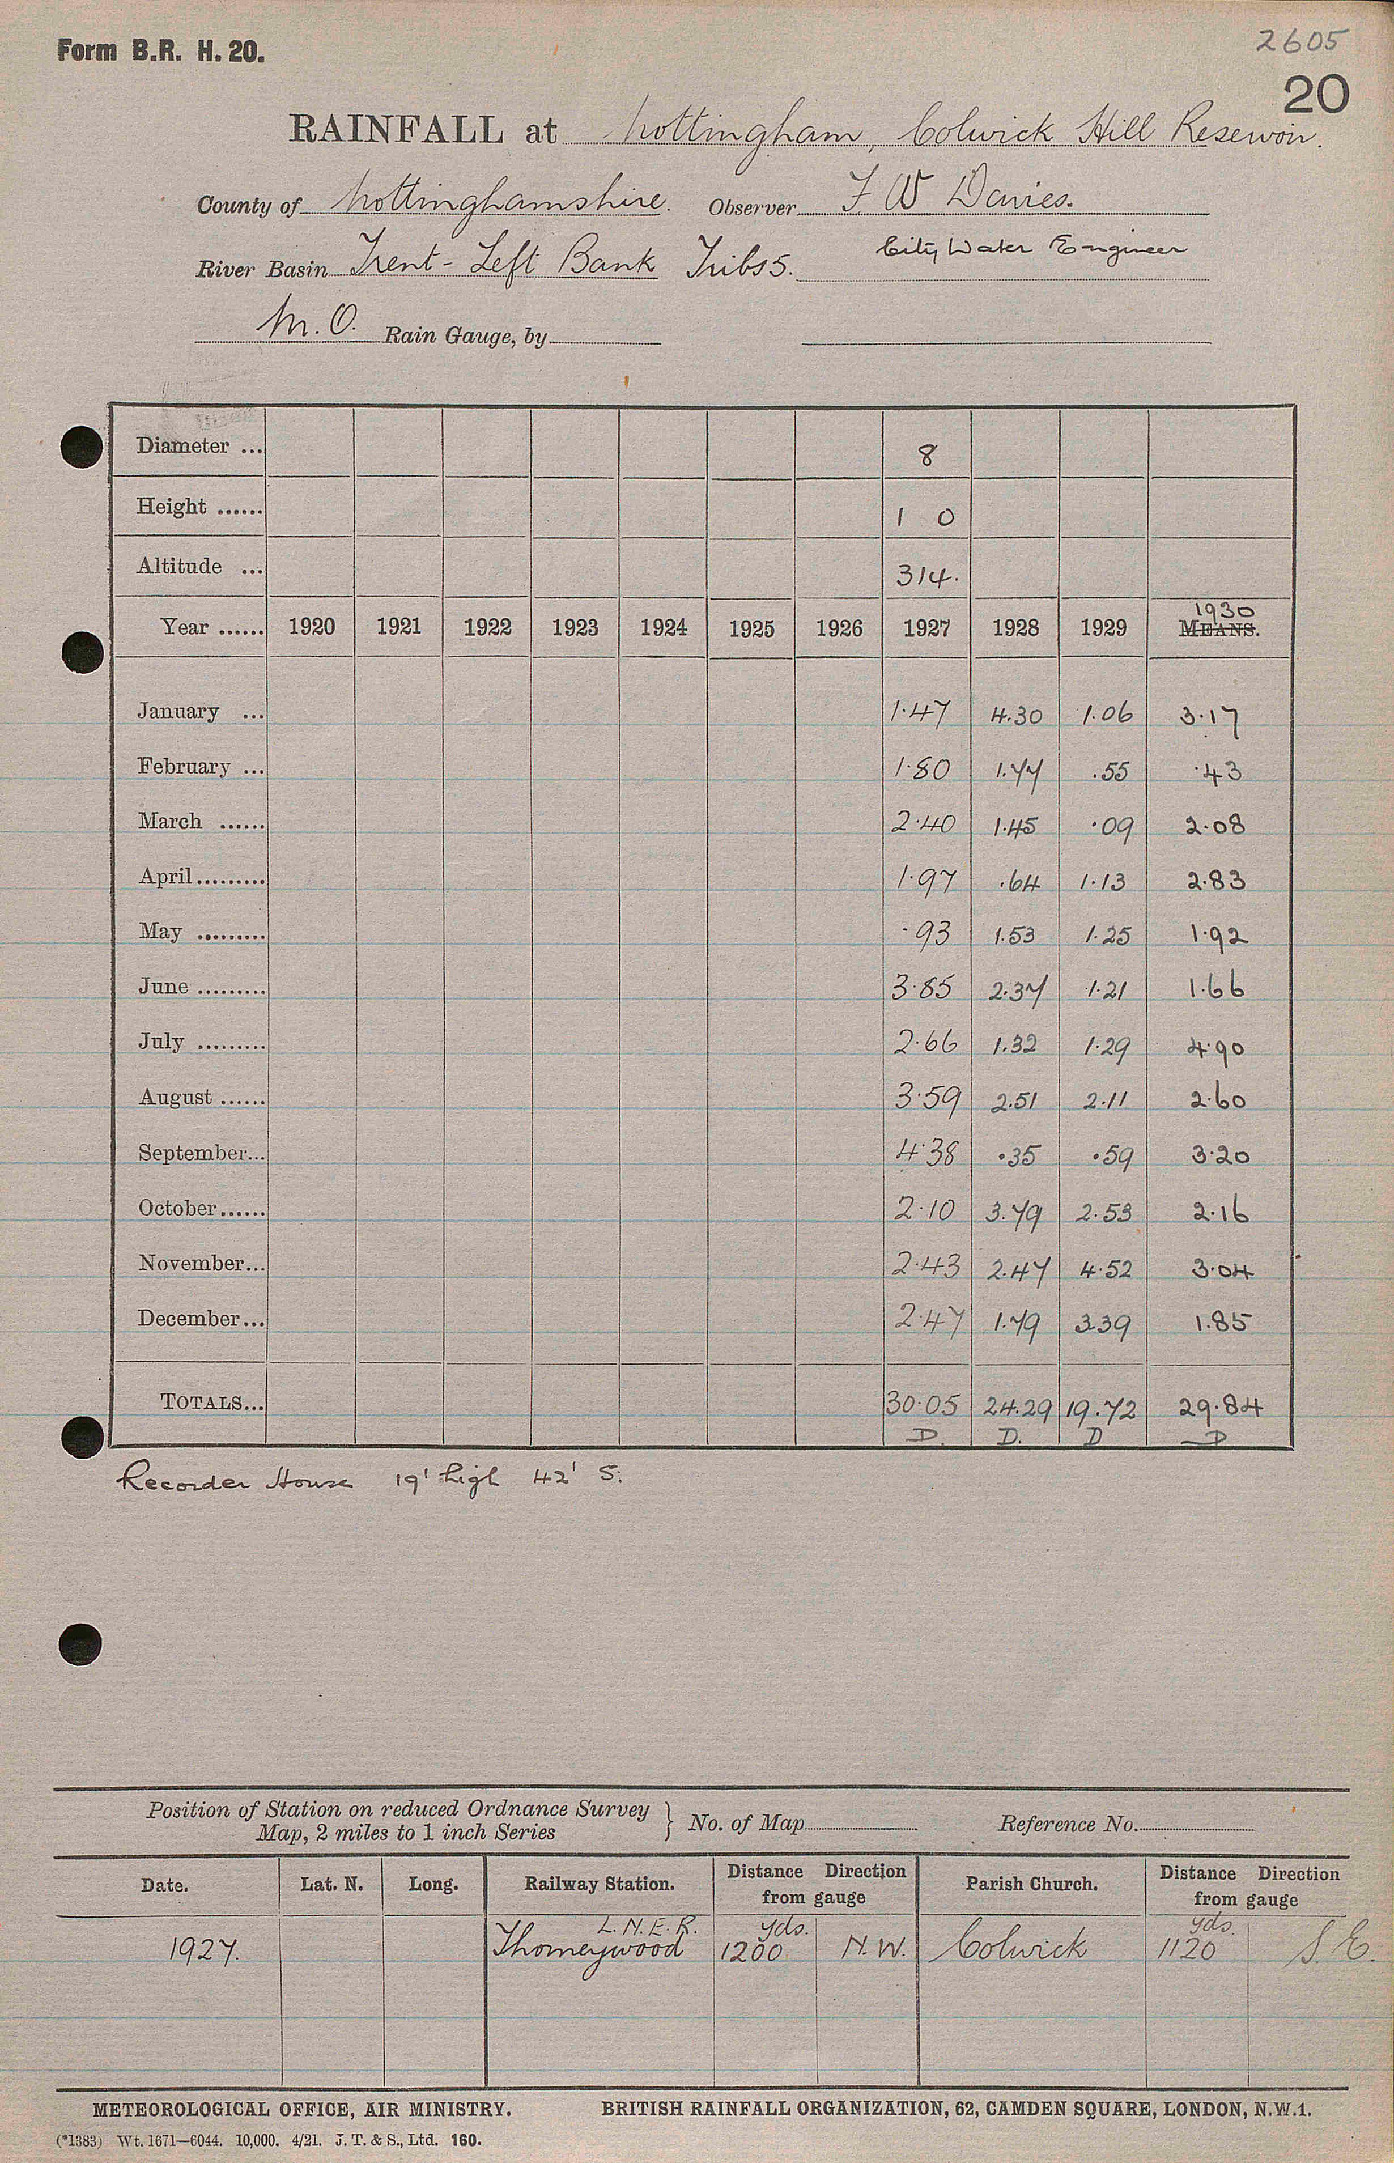 Form B.R. H. 20.
2605
20
RAINFALL at Nottingham, Colwick Hill Reservoir.
County of Nottinghamshire. Observer F W Davies.
River Basin Trent - Left Bank Tribs 5. City Water Engineer
M.O. Rain Gauge, by
Diameter ... 8
Height ...... 1 0
Altitude ... 314.
1930
Year ...... 1920 1921 1922 1923 1924 1925 1926 1927 1928 1929 MEANS.
January ... 1.47 4.30 1.06 3.17
February ... 1.80 1.77 .55 .43
March ...... 2.40 1.45 .09 2.08
April ......... 1.97 .64 1.13 2.83
May ......... .93 1.53 1.25 1.92
June ......... 3.85 2.37 1.21 1.66
July ......... 2.66 1.32 1.29 4.90
August ...... 3.59 2.51 2.11 2.60
September... 4.38 .35 .59 3.20
October ...... 2.10 3.79 2.53 2.16
November... 2.43 2.47 4.52 3.04
December... 2.47 1.79 3.39 1.85
TOTALS... 30.05 24.29 19.72 29.84
D. D. D D
Recorder House 19' high 42' S.
Position of Station on reduced Ordnance Survey
Map, 2 miles to 1 inch Series } No. of Map Reference No.
Date. Lat. N. Long. Railway Station. Distance Direction from gauge Parish Church. Distance Direction from gauge
L.N.E.R. yds. yds.
1927. Thorneywood 1200 N.W. Colwick 1120 S.E.
METEOROLOGICAL OFFICE, AIR MINISTRY. BRITISH RAINFALL ORGANIZATION, 62, CAMDEN SQUARE, LONDON, N.W.1.
(*1383) Wt. 1671—6044. 10,000. 4/21. J. T. & S., Ltd. 160.